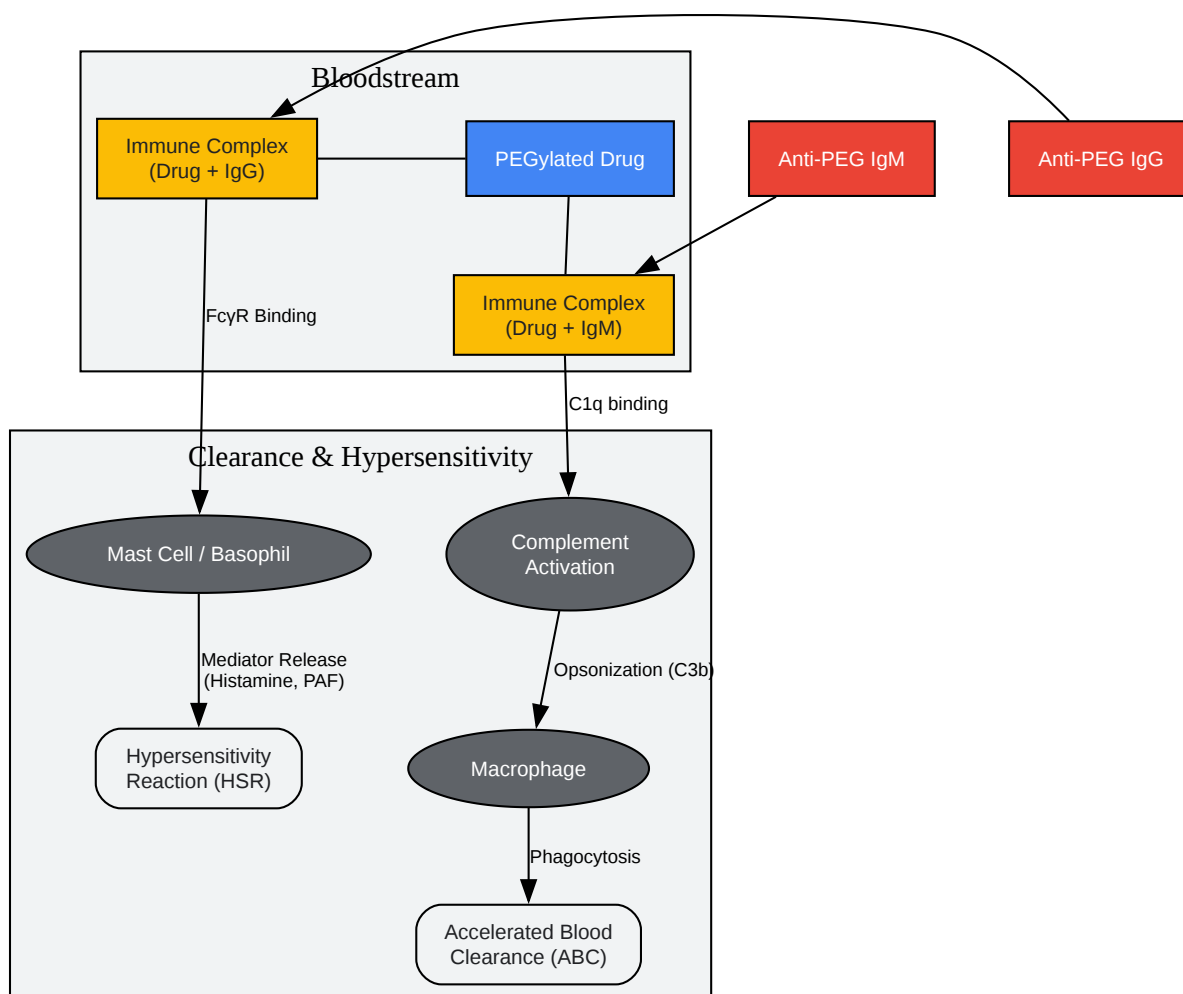 Bloodstream
Immune Complex
(Drug + IgG)
PEGylated Drug
Anti-PEG IgM
Anti-PEG IgG
Immune Complex
(Drug + IgM)
FcγR Binding
C1q binding
Clearance & Hypersensitivity
Mast Cell / Basophil
Complement
Activation
Mediator Release
(Histamine, PAF)
Opsonization (C3b)
Hypersensitivity
Reaction (HSR)
Macrophage
Phagocytosis
Accelerated Blood
Clearance (ABC)